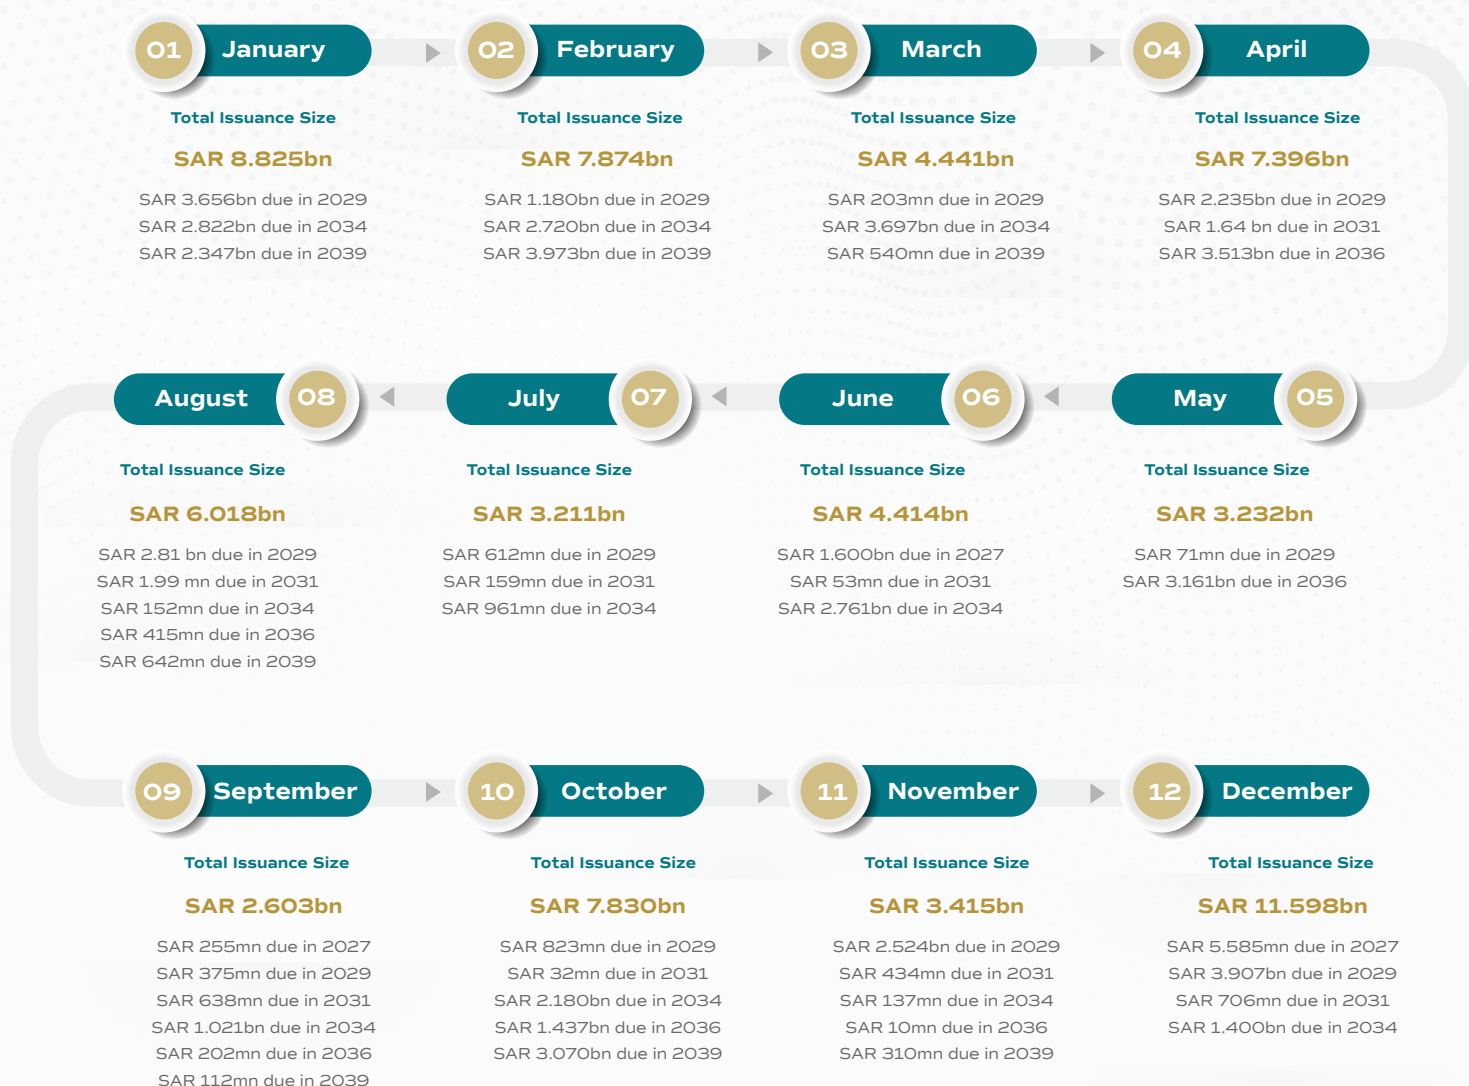 01 January
Total Issuance Size
SAR 8.825bn
SAR 3.656bn due in 2029
SAR 2.822bn due in 2034
SAR 2.347bn due in 2039
02 February
Total Issuance Size
SAR 7.874bn
SAR 1.180bn due in 2029
SAR 2.720bn due in 2034
SAR 3.973bn due in 2039
03 March
Total Issuance Size
SAR 4.441bn
SAR 203mn due in 2029
SAR 3.697bn due in 2034
SAR 540mn due in 2039
04 April
Total Issuance Size
SAR 7.396bn
SAR 2.235bn due in 2029
SAR 1.64 bn due in 2031
SAR 3.513bn due in 2036
May 05
Total Issuance Size
SAR 3.232bn
SAR 71mn due in 2029
SAR 3.161bn due in 2036
June 06
Total Issuance Size
SAR 4.414bn
SAR 1.600bn due in 2027
SAR 53mn due in 2031
SAR 2.761bn due in 2034
July 07
Total Issuance Size
SAR 3.211bn
SAR 612mn due in 2029
SAR 159mn due in 2031
SAR 961mn due in 2034
August 08
Total Issuance Size
SAR 6.018bn
SAR 2.81 bn due in 2029
SAR 1.99 mn due in 2031
SAR 152mn due in 2034
SAR 415mn due in 2036
SAR 642mn due in 2039
09 September
Total Issuance Size
SAR 2.603bn
SAR 255mn due in 2027
SAR 375mn due in 2029
SAR 638mn due in 2031
SAR 1.021bn due in 2034
SAR 202mn due in 2036
SAR 112mn due in 2039
10 October
Total Issuance Size
SAR 7.830bn
SAR 823mn due in 2029
SAR 32mn due in 2031
SAR 2.180bn due in 2034
SAR 1.437bn due in 2036
SAR 3.070bn due in 2039
11 November
Total Issuance Size
SAR 3.415bn
SAR 2.524bn due in 2029
SAR 434mn due in 2031
SAR 137mn due in 2034
SAR 10mn due in 2036
SAR 310mn due in 2039
12 December
Total Issuance Size
SAR 11.598bn
SAR 5.585mn due in 2027
SAR 3.907bn due in 2029
SAR 706mn due in 2031
SAR 1.400bn due in 2034